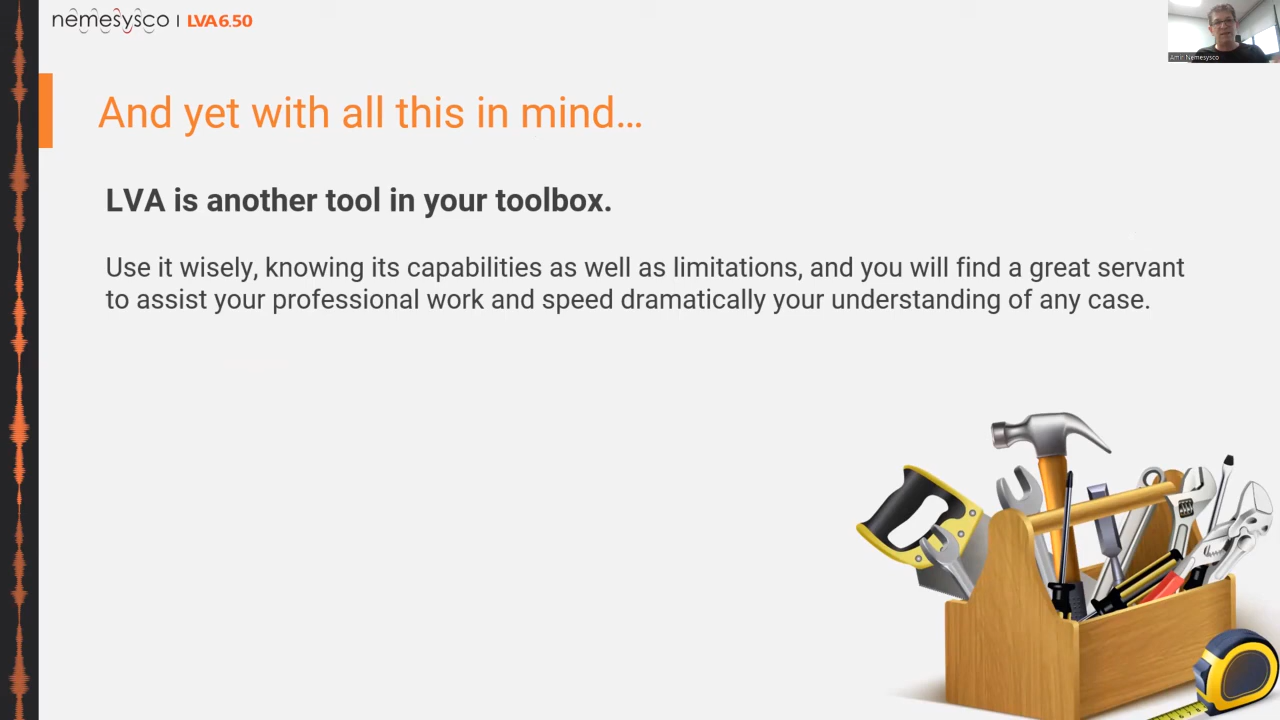 nemesysco | LVA6.50
Amir Nemesysco
And yet with all this in mind…
LVA is another tool in your toolbox.
Use it wisely, knowing its capabilities as well as limitations, and you will find a great servant
to assist your professional work and speed dramatically your understanding of any case.